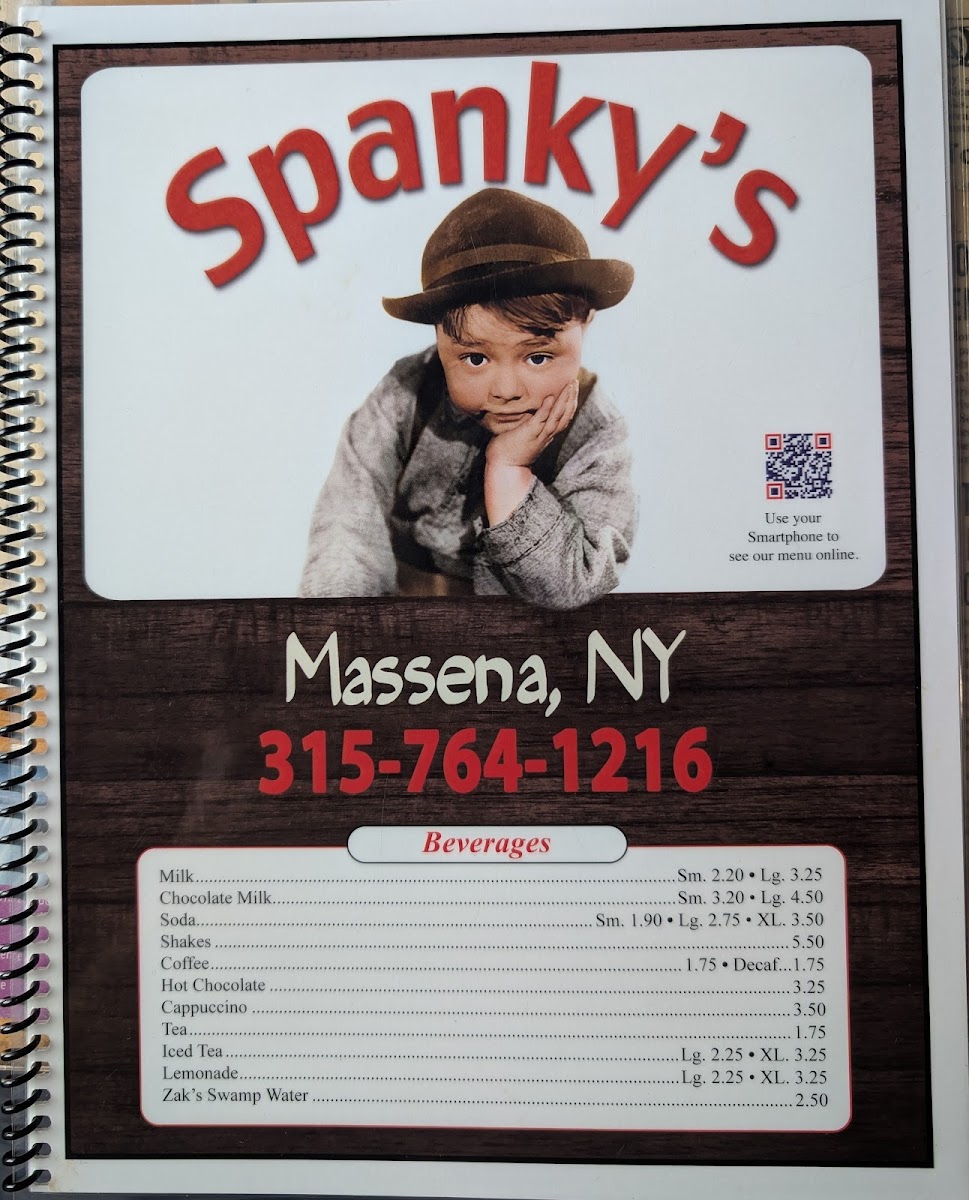 Spanky's
Use your
Smartphone to
see our menu online.
Massena, NY
315-764-1216
Beverages
Milk........Sm. 2.20 • Lg. 3.25
Chocolate Milk........Sm. 3.20 • Lg. 4.50
Soda........Sm. 1.90 • Lg. 2.75 • XL. 3.50
Shakes........5.50
Coffee........1.75 • Decaf...1.75
Hot Chocolate........3.25
Cappuccino........3.50
Tea........1.75
Iced Tea........Lg. 2.25 • XL. 3.25
Lemonade........Lg. 2.25 • XL. 3.25
Zak's Swamp Water........2.50